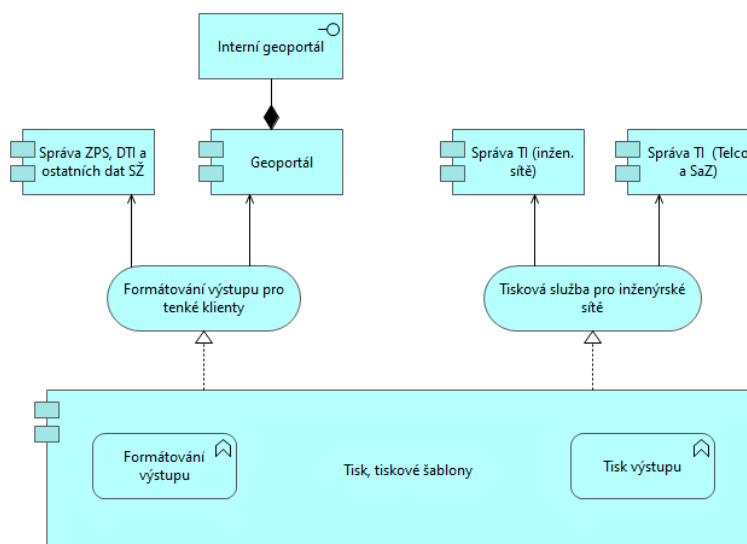 Interní geoportál
Správa ZPS, DTI a
ostatních dat SŽ
Geoportál
Správa TI (inžen.
sítě)
Správa TI  (Telco
a SaZ)
Formátování výstupu pro
tenké klienty
Tisková služba pro inženýrské
sítě
Formátování
výstupu
Tisk, tiskové šablony
Tisk výstupu